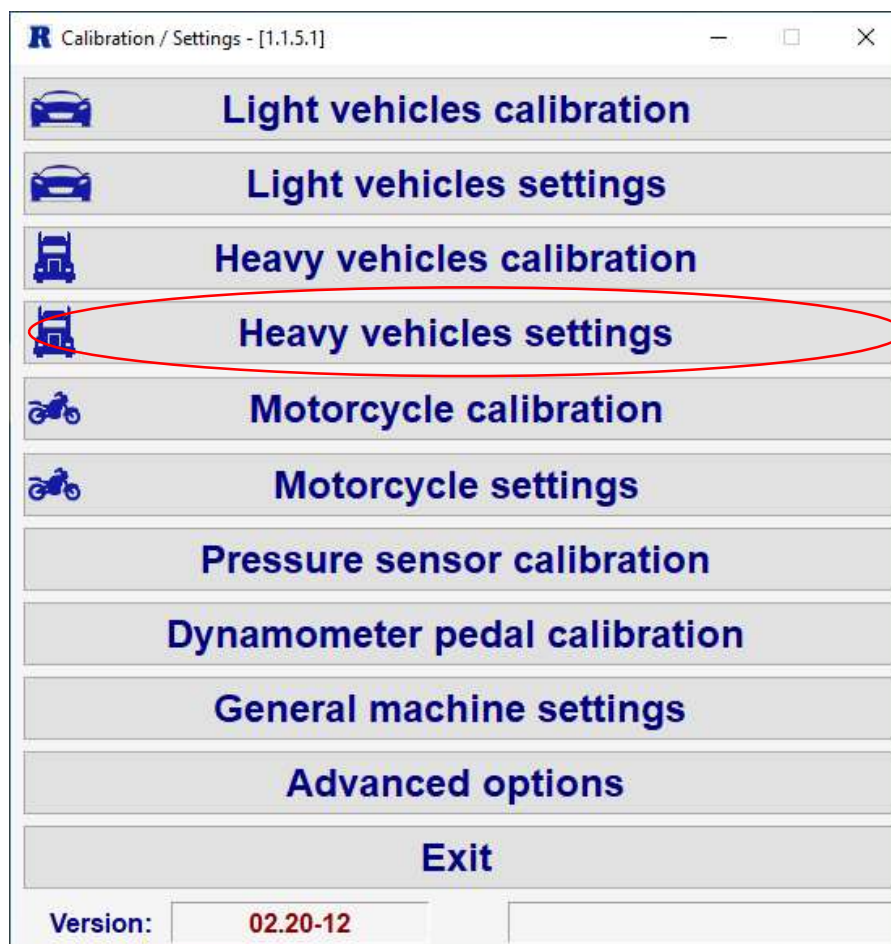 R Calibration / Settings - [1.1.5.1]
Light vehicles calibration
Light vehicles settings
Heavy vehicles calibration
Heavy vehicles settings
Motorcycle calibration
Motorcycle settings
Pressure sensor calibration
Dynamometer pedal calibration
General machine settings
Advanced options
Exit
Version: 02.20-12